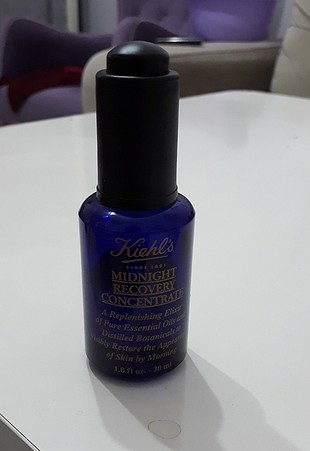 Kiehl's
SINCE 1851
MIDNIGHT
RECOVERY
CONCENTRATE
A Replenishing Elixir
of Pure Essential Oils and
Distilled Botanicals to
Restore the Appearance
of Skin by Morning
1.0 fl. oz. - 30 ml